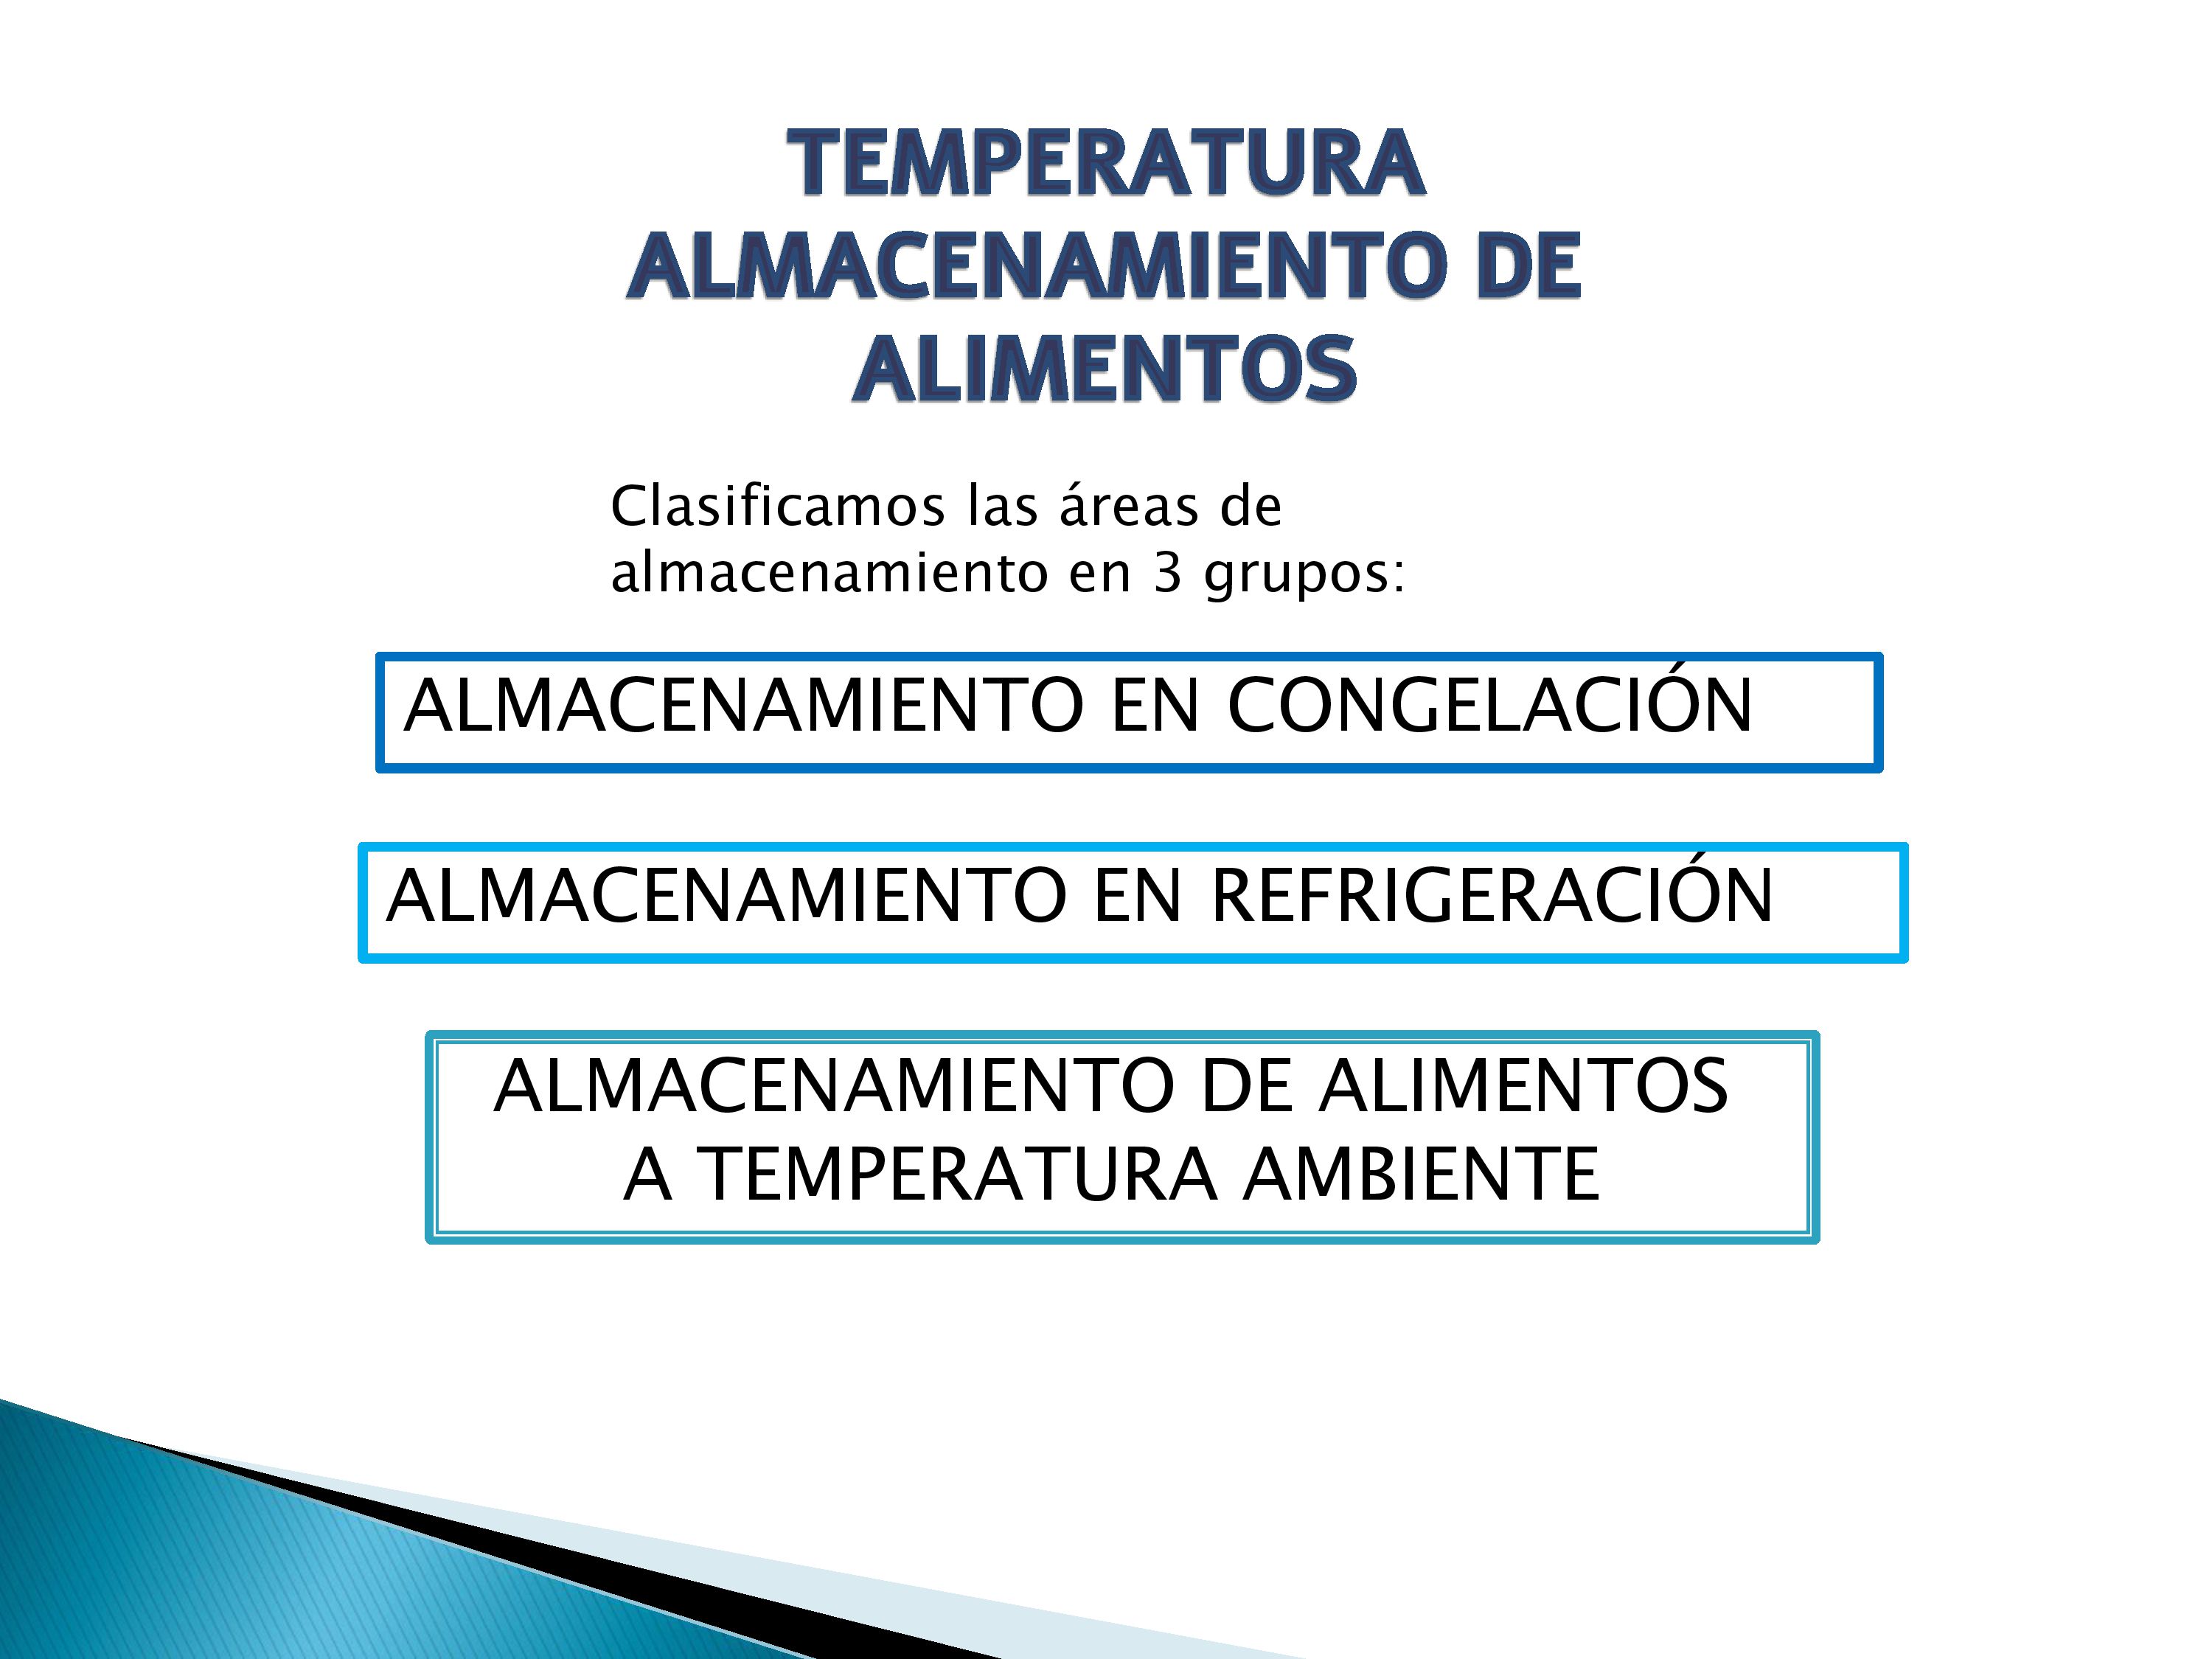 TEMPERATURA
ALMACENAMIENTO DE
ALIMENTOS
Clasificamos las áreas de
almacenamiento en 3 grupos:
ALMACENAMIENTO EN CONGELACIÓN
ALMACENAMIENTO EN REFRIGERACIÓN
ALMACENAMIENTO DE ALIMENTOS
A TEMPERATURA AMBIENTE